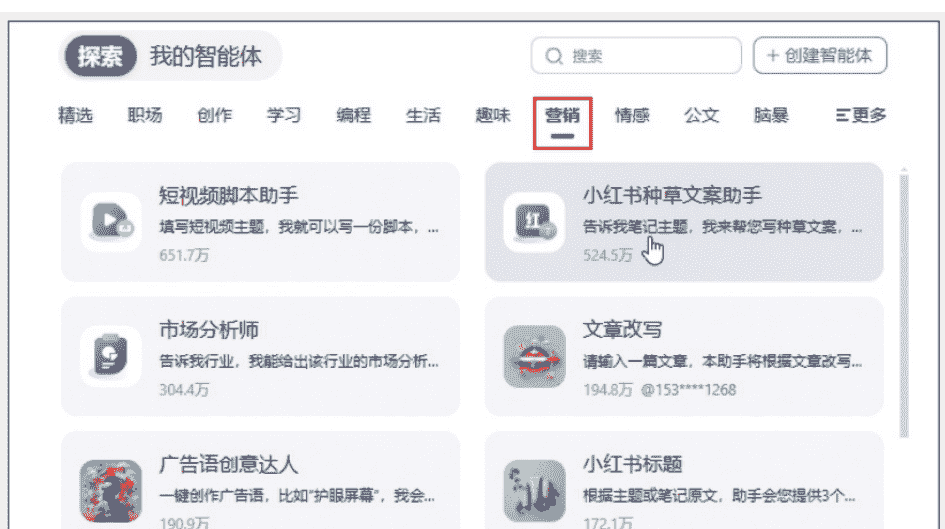 探索 我的智能体 搜索 + 创建智能体
精选 职场 创作 学习 编程 生活 趣味 营销 情感 公文 脑暴 更多
短视频脚本助手
填写短视频主题，我就可以写一份脚本，...
651.7万
小红书种草文案助手
告诉我笔记主题，我来帮您写种草文案，...
524.5万
市场分析师
告诉我行业，我能给出该行业的市场分析...
304.4万
文章改写
请输入一篇文章，本助手将根据文章改写...
194.8万 @153****1268
广告语创意达人
一键创作广告语，比如"护眼屏幕"，我会...
190.9万
小红书标题
根据主题或笔记原文，助手会您提供3个...
172.1万